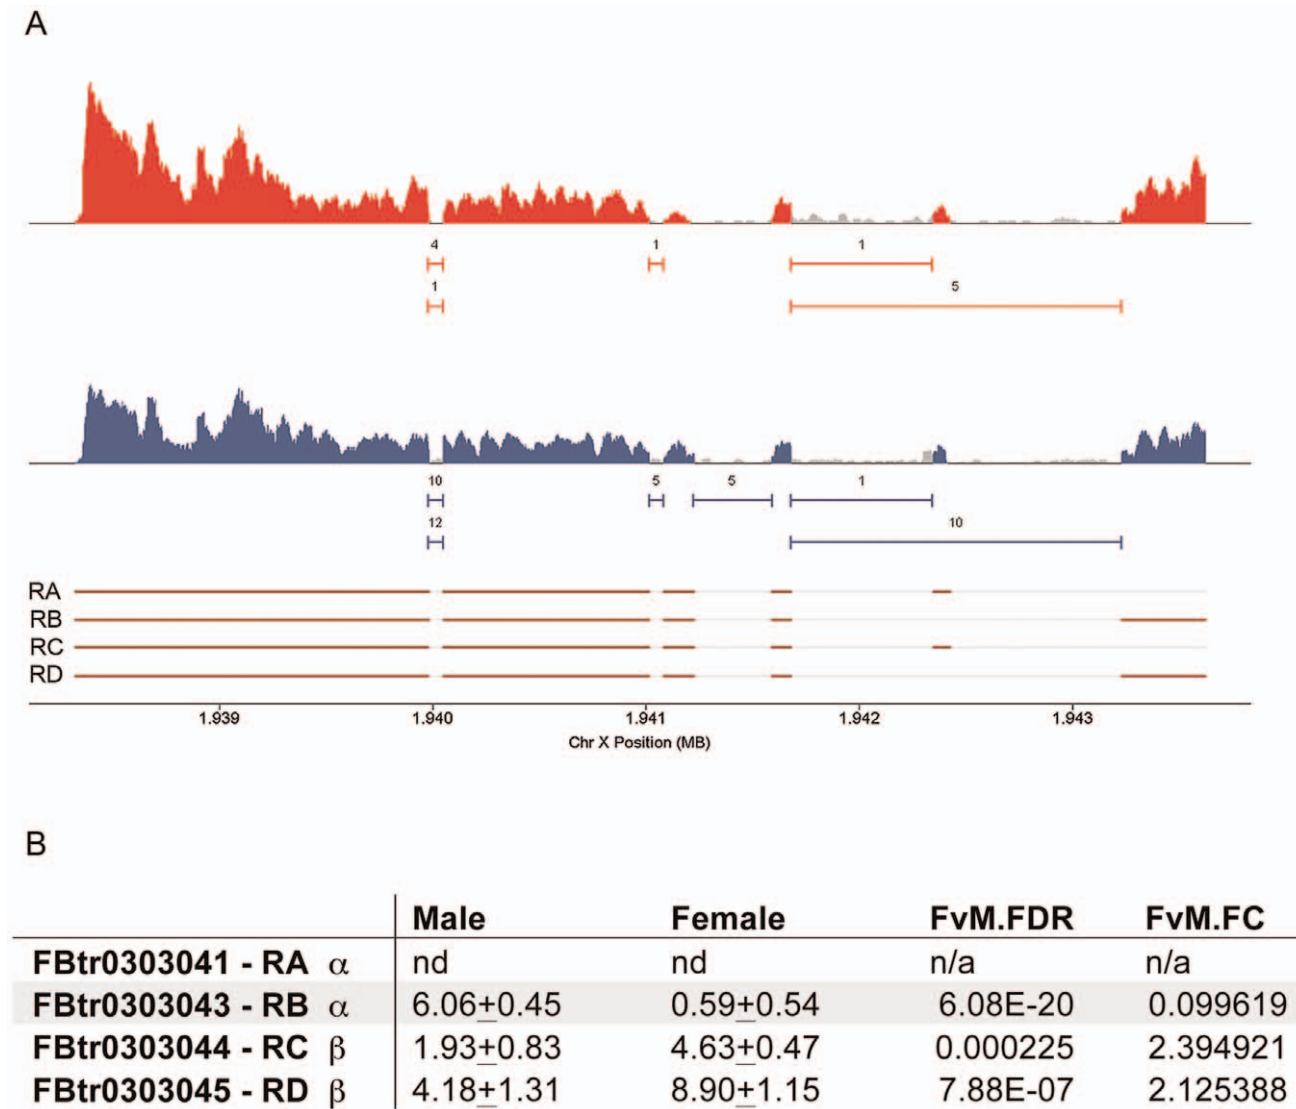 A
4 1 1
1 5
10 5 5 1
12 10
RA
RB
RC
RD
1.939 1.940 1.941 1.942 1.943
Chr X Position (MB)
B
Male Female FvM.FDR FvM.FC
FBtr0303041 - RA α nd nd n/a n/a
FBtr0303043 - RB α 6.06±0.45 0.59±0.54 6.08E-20 0.099619
FBtr0303044 - RC β 1.93±0.83 4.63±0.47 0.000225 2.394921
FBtr0303045 - RD β 4.18±1.31 8.90±1.15 7.88E-07 2.125388